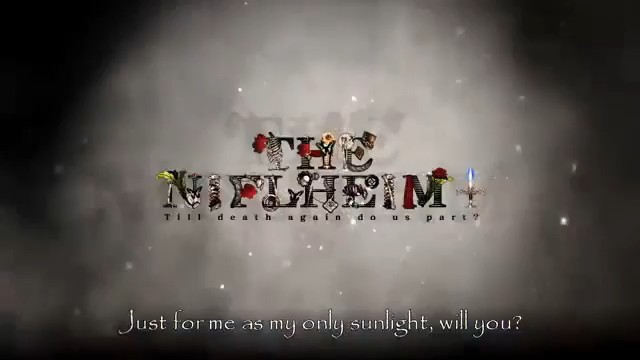 THE
NIFLHEIM
Till death again do us part?
Just for me as my only sunlight, will you?